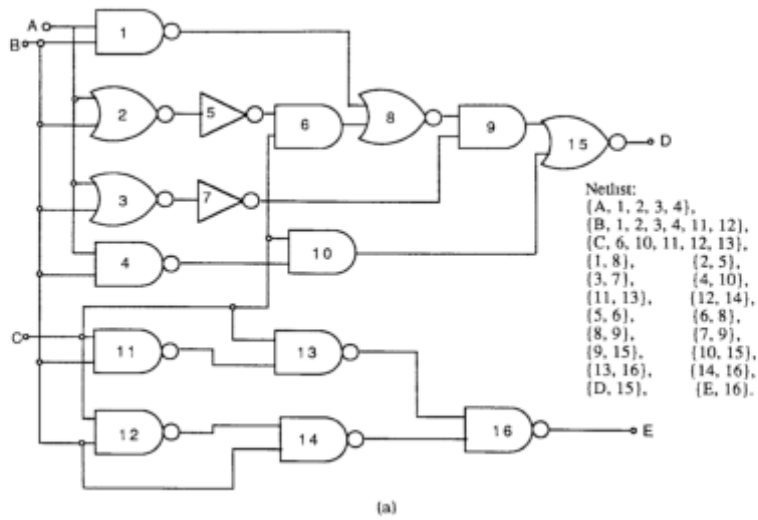 A
B
1
2
5
6
8
9
15
D
3
7
4
10
C
11
13
12
14
16
E
Netlist:
{A, 1, 2, 3, 4},
{B, 1, 2, 3, 4, 11, 12},
{C, 6, 10, 11, 12, 13},
{1, 8}, {2, 5},
{3, 7}, {4, 10},
{11, 13}, {12, 14},
{5, 6}, {6, 8},
{8, 9}, {7, 9},
{9, 15}, {10, 15},
{13, 16}, {14, 16},
{D, 15}, {E, 16}.
(a)